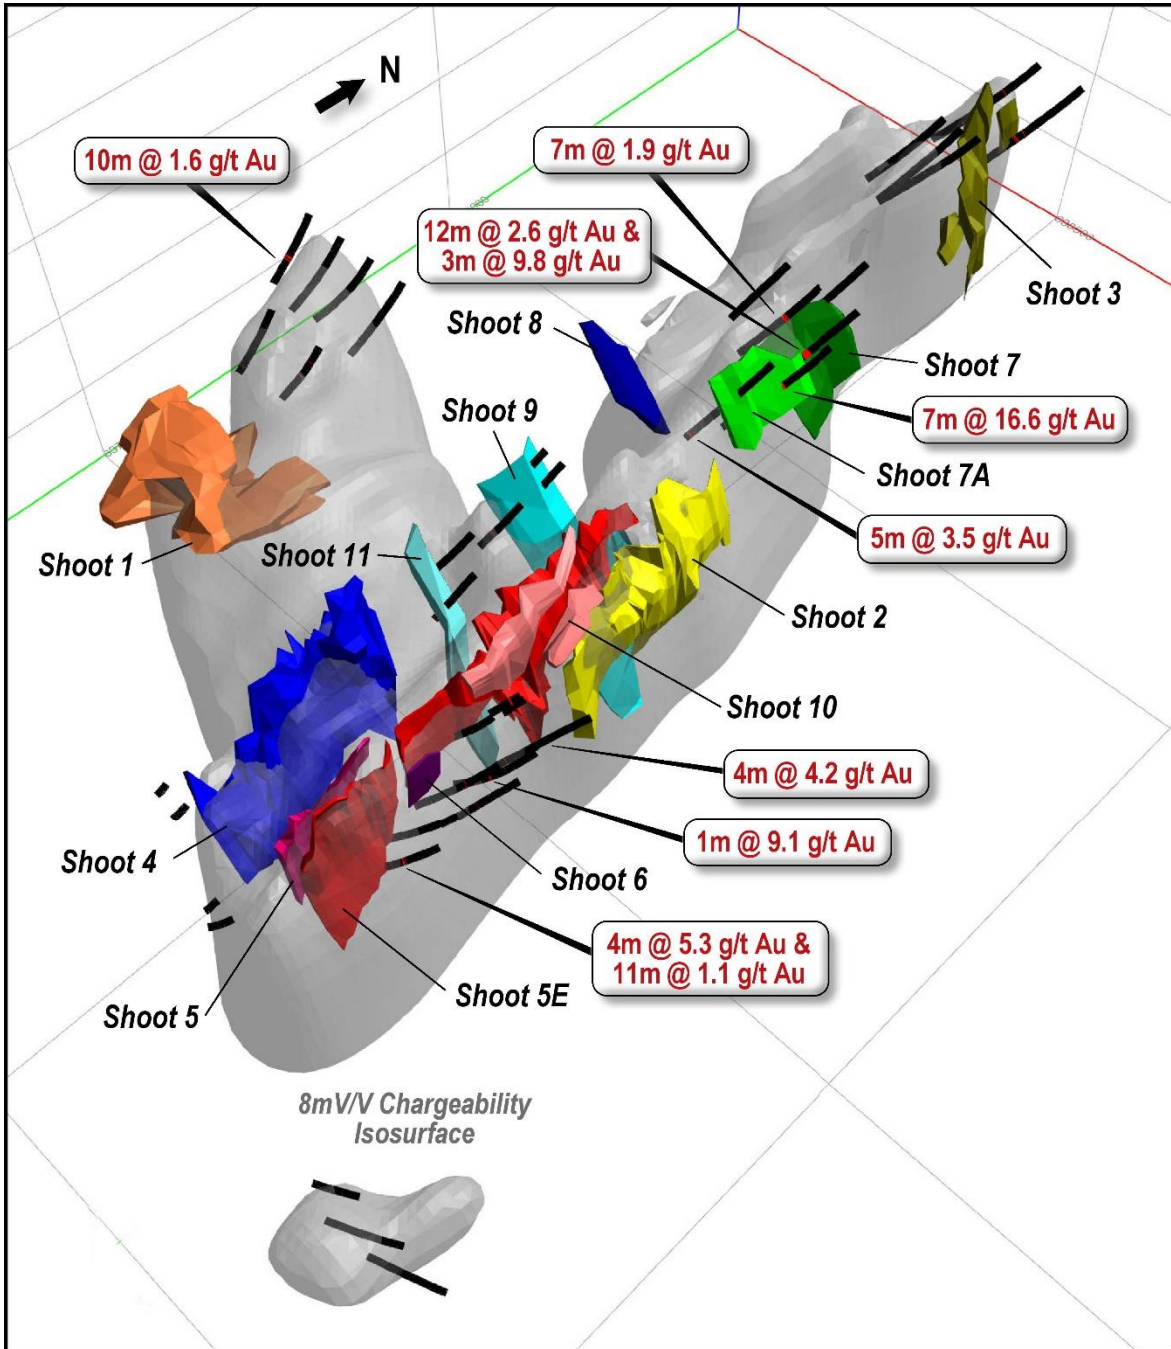 N
10m @ 1.6 g/t Au
7m @ 1.9 g/t Au
12m @ 2.6 g/t Au &
3m @ 9.8 g/t Au
Shoot 3
Shoot 8
Shoot 7
Shoot 9
7m @ 16.6 g/t Au
Shoot 7A
5m @ 3.5 g/t Au
Shoot 1
Shoot 11
Shoot 2
Shoot 10
4m @ 4.2 g/t Au
1m @ 9.1 g/t Au
Shoot 4
Shoot 6
4m @ 5.3 g/t Au &
11m @ 1.1 g/t Au
Shoot 5E
Shoot 5
8mV/V Chargeability
Isosurface